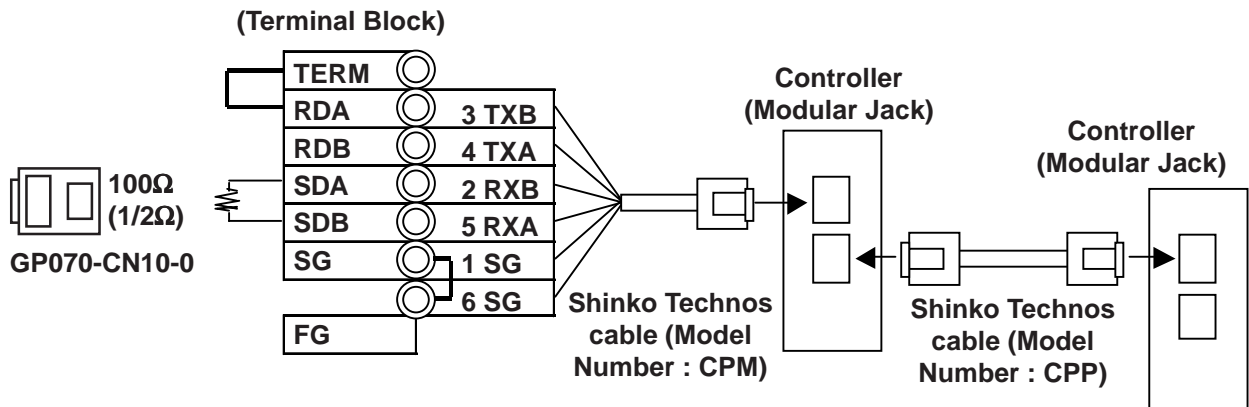 (Terminal Block)
TERM
RDA
RDB
SDA
SDB
SG
FG
3 TXB
4 TXA
2 RXB
5 RXA
1 SG
6 SG
100Ω
(1/2Ω)
GP070-CN10-0
Shinko Technos
cable (Model
Number : CPM)
Controller
(Modular Jack)
Shinko Technos
cable (Model
Number : CPP)
Controller
(Modular Jack)